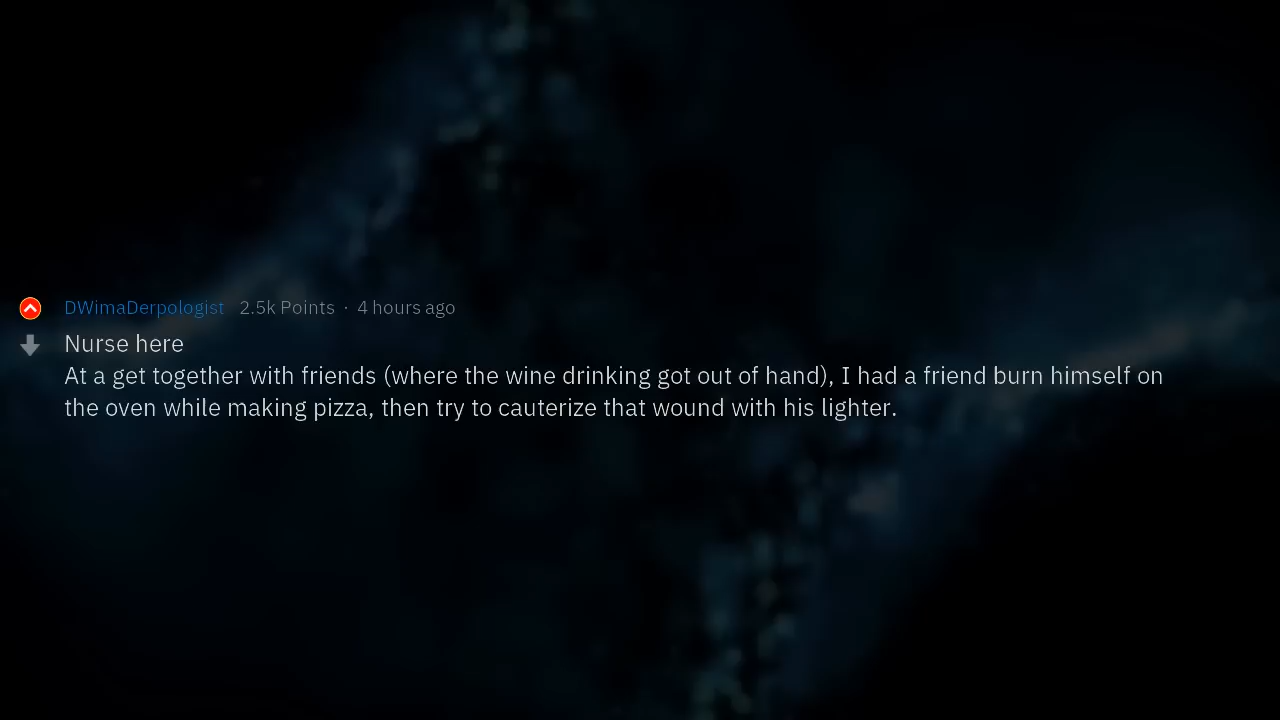 DWimaDerpologist 2.5k Points · 4 hours ago
Nurse here
At a get together with friends (where the wine drinking got out of hand), I had a friend burn himself on
the oven while making pizza, then try to cauterize that wound with his lighter.